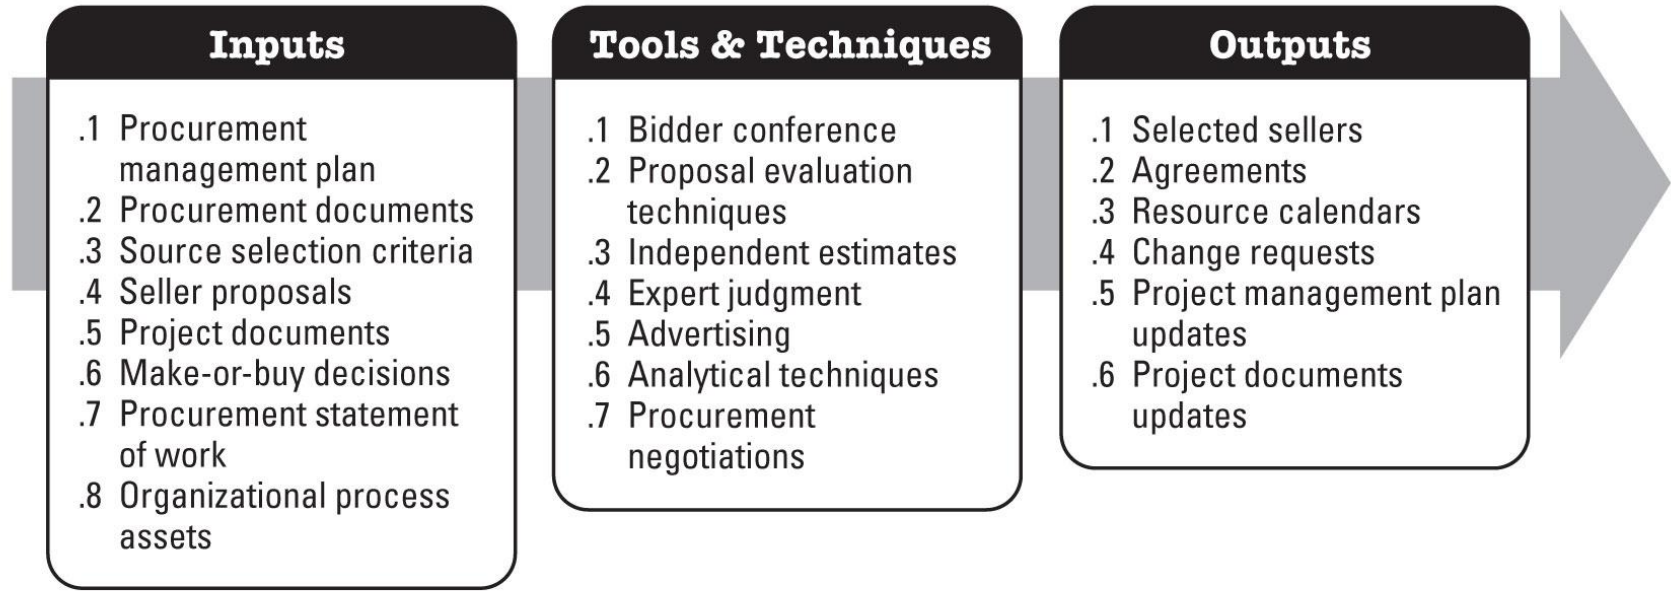 Inputs
.1 Procurement
management plan
.2 Procurement documents
.3 Source selection criteria
.4 Seller proposals
.5 Project documents
.6 Make-or-buy decisions
.7 Procurement statement
of work
.8 Organizational process
assets
Tools & Techniques
.1 Bidder conference
.2 Proposal evaluation
techniques
.3 Independent estimates
.4 Expert judgment
.5 Advertising
.6 Analytical techniques
.7 Procurement
negotiations
Outputs
.1 Selected sellers
.2 Agreements
.3 Resource calendars
.4 Change requests
.5 Project management plan
updates
.6 Project documents
updates